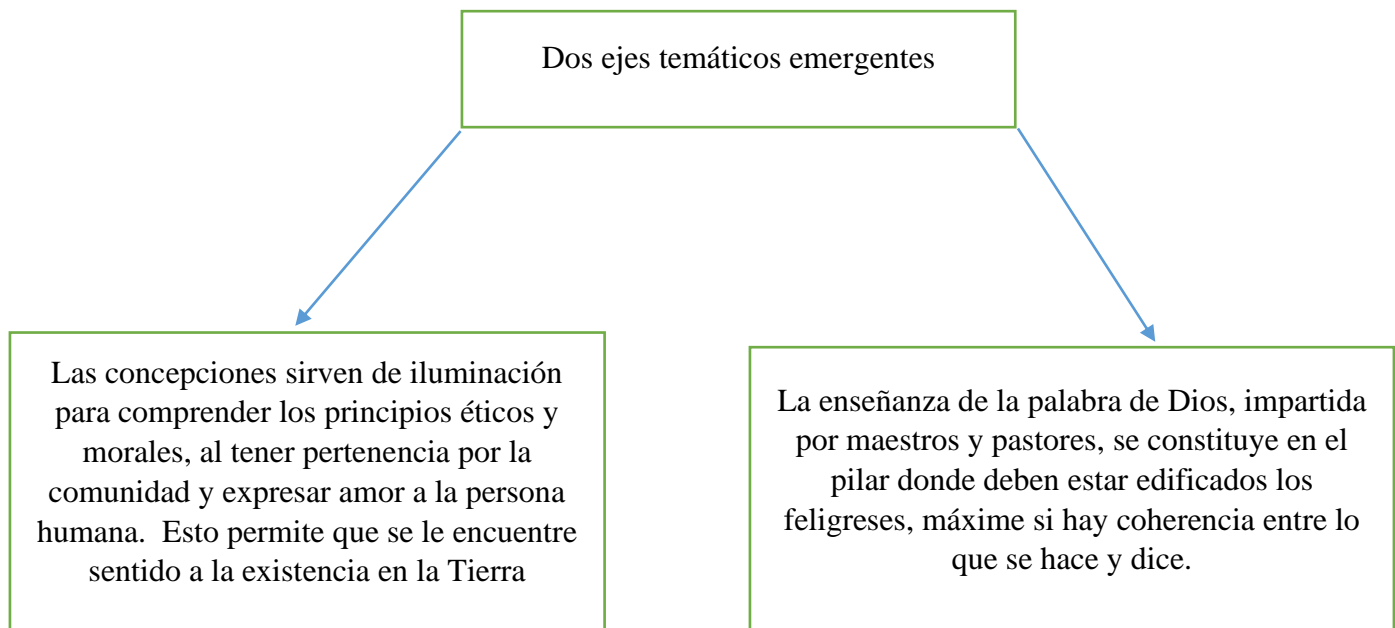 Dos ejes temáticos emergentes
Las concepciones sirven de iluminación
para comprender los principios éticos y
morales, al tener pertenencia por la
comunidad y expresar amor a la persona
humana.  Esto permite que se le encuentre
sentido a la existencia en la Tierra
La enseñanza de la palabra de Dios, impartida
por maestros y pastores, se constituye en el
pilar donde deben estar edificados los
feligreses, máxime si hay coherencia entre lo
que se hace y dice.